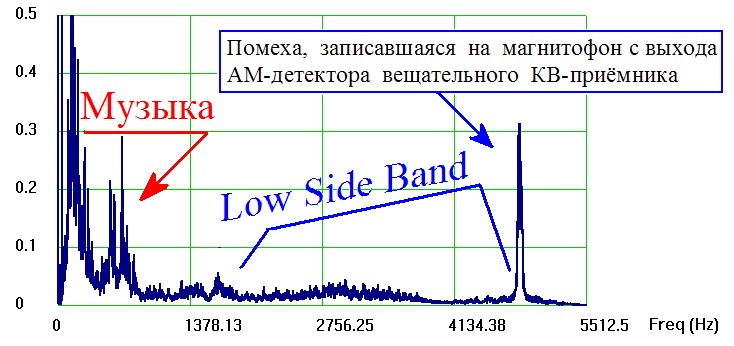 0.5
Помеха, записавшаяся на магнитофон с выхода
АМ-детектора вещательного КВ-приёмника
0.4
Музыка
0.3
Low Side Band
0.2
0.1
0
0 1378.13 2756.25 4134.38 5512.5 Freq (Hz)